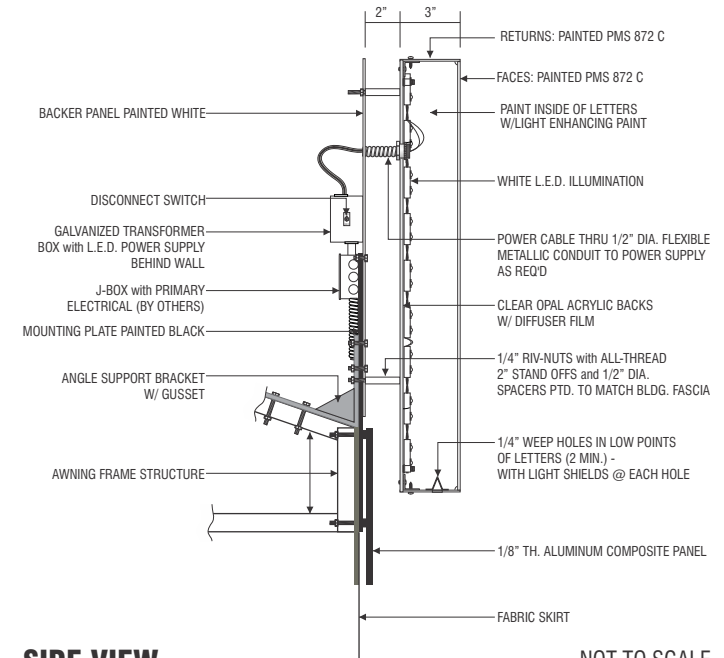 2” 3”
RETURNS: PAINTED PMS 872 C
FACES: PAINTED PMS 872 C
BACKER PANEL PAINTED WHITE
PAINT INSIDE OF LETTERS
W/LIGHT ENHANCING PAINT
WHITE L.E.D. ILLUMINATION
DISCONNECT SWITCH
GALVANIZED TRANSFORMER
BOX with L.E.D. POWER SUPPLY
BEHIND WALL
POWER CABLE THRU 1/2” DIA. FLEXIBLE
METALLIC CONDUIT TO POWER SUPPLY
AS REQ'D
J-BOX with PRIMARY
ELECTRICAL (BY OTHERS)
CLEAR OPAL ACRYLIC BACKS
W/ DIFFUSER FILM
MOUNTING PLATE PAINTED BLACK
1/4” RIV-NUTS with ALL-THREAD
2” STAND OFFS and 1/2” DIA.
SPACERS PTD. TO MATCH BLDG. FASCIA
ANGLE SUPPORT BRACKET
W/ GUSSET
1/4” WEEP HOLES IN LOW POINTS
OF LETTERS (2 MIN.) -
WITH LIGHT SHIELDS @ EACH HOLE
AWNING FRAME STRUCTURE
1/8” TH. ALUMINUM COMPOSITE PANEL
FABRIC SKIRT
SIDE VIEW
NOT TO SCALE